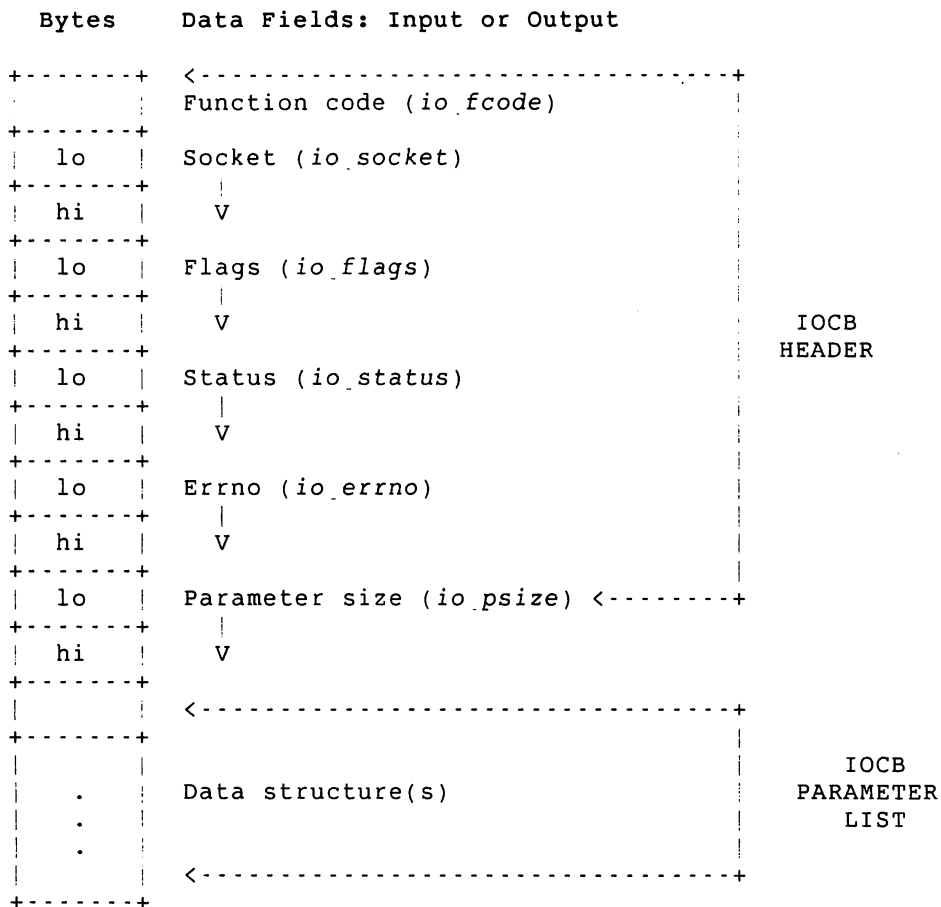 Bytes Data Fields: Input or Output
+-------+ <----------------------------------+
Function code (io_fcode)
+-------+
| lo | Socket (io_socket)
+-------+ |
| hi | V
+-------+
| lo | Flags (io_flags)
+-------+ |
| hi | V IOCB
+-------+ HEADER
| lo | Status (io_status)
+-------+ |
| hi | V
+-------+
| lo | Errno (io_errno)
+-------+ |
| hi | V
+-------+
| lo | Parameter size (io_psize) <--------+
+-------+ |
| hi | V
+-------+
| | <----------------------------------+
+-------+
| | IOCB
| . | Data structure(s) PARAMETER
| . | LIST
| . |
| | <----------------------------------+
+-------+